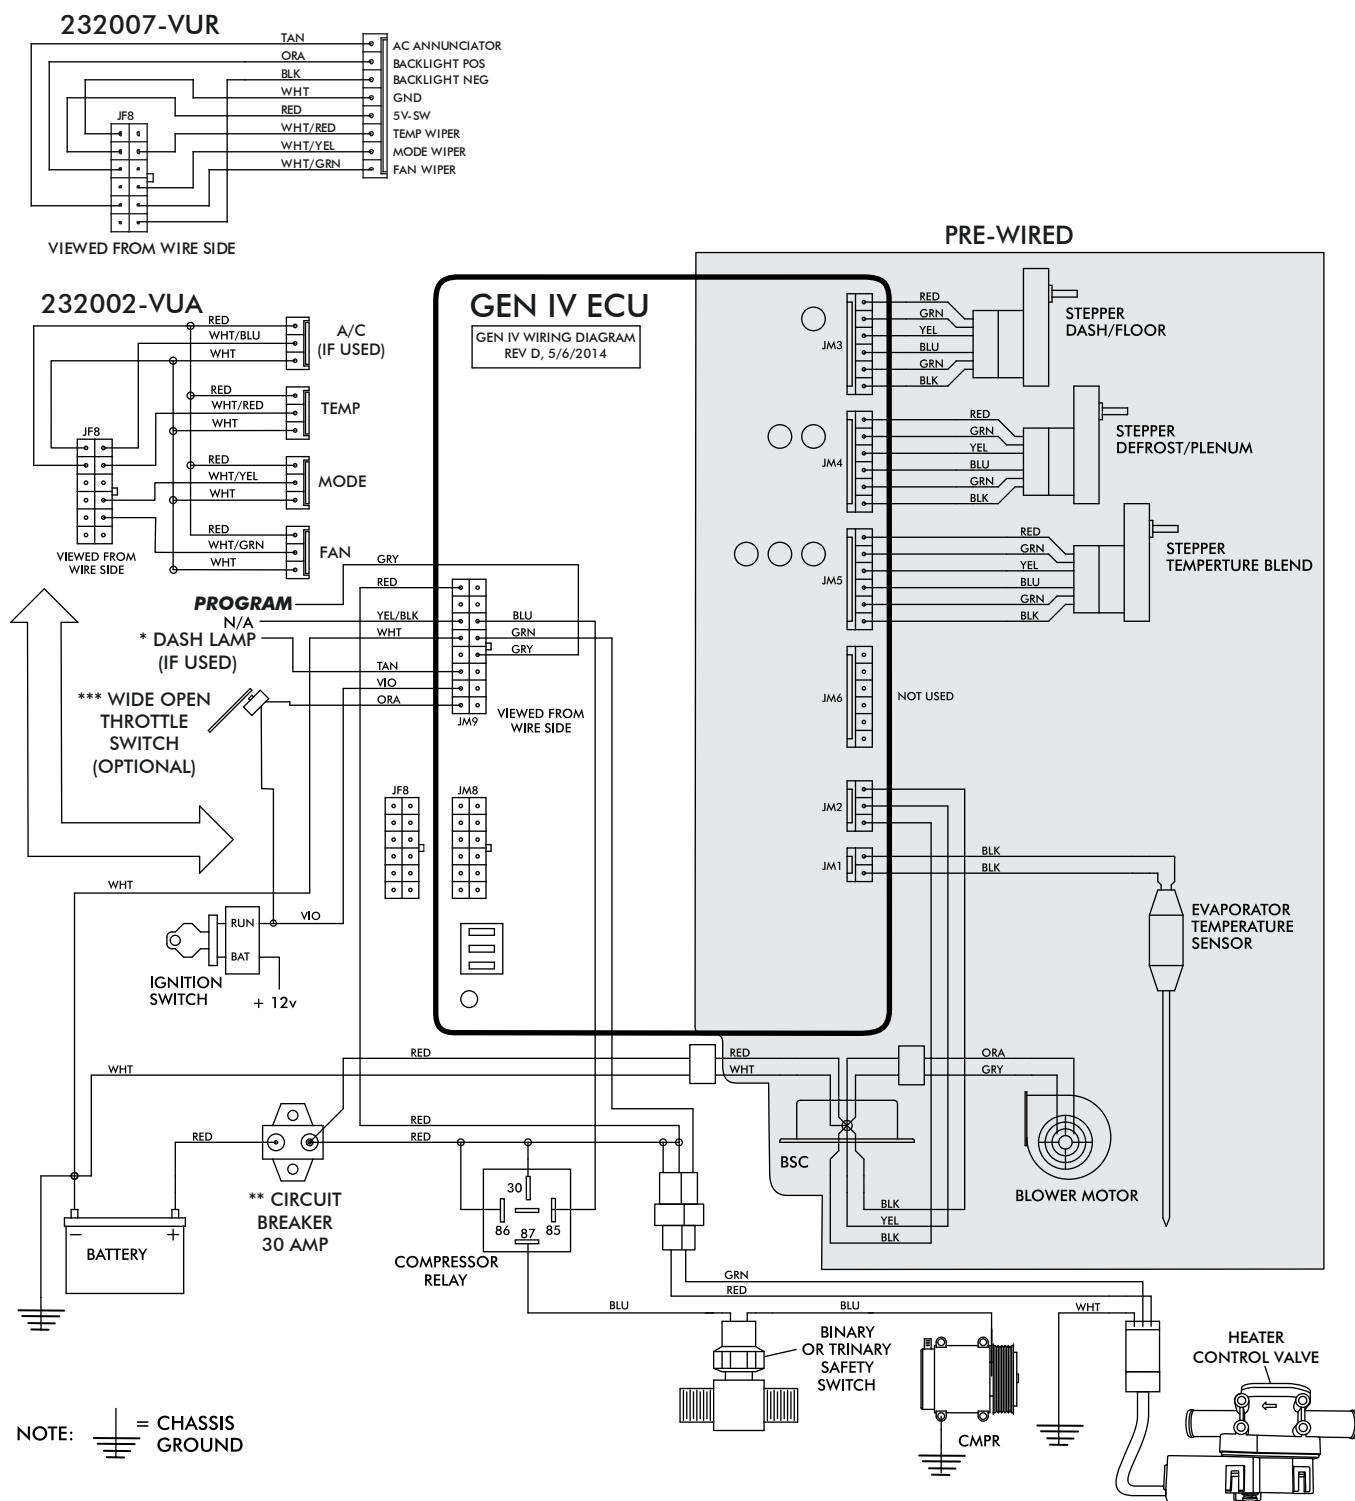 232007-VUR
TAN
AC ANNUNCIATOR
ORA
BACKLIGHT POS
BLK
BACKLIGHT NEG
WHT
GND
RED
5V-SW
JF8
WHT/RED
TEMP WIPER
WHT/YEL
MODE WIPER
WHT/GRN
FAN WIPER
VIEWED FROM WIRE SIDE
232002-VUA
RED
WHT/BLU
WHT
A/C
(IF USED)
RED
WHT/RED
WHT
TEMP
JF8
RED
WHT/YEL
WHT
MODE
RED
WHT/GRN
WHT
FAN
VIEWED FROM
WIRE SIDE
PRE-WIRED
GEN IV ECU
GEN IV WIRING DIAGRAM
REV D, 5/6/2014
JM3
RED
GRN
YEL
BLU
GRN
BLK
STEPPER
DASH/FLOOR
JM4
RED
GRN
YEL
BLU
GRN
BLK
STEPPER
DEFROST/PLENUM
JM5
RED
GRN
YEL
BLU
GRN
BLK
STEPPER
TEMPERTURE BLEND
JM6
NOT USED
JM2
JM1
BLK
BLK
EVAPORATOR
TEMPERATURE
SENSOR
GRY
RED
PROGRAM
N/A
YEL/BLK
BLU
* DASH LAMP
(IF USED)
WHT
GRN
GRY
TAN
VIO
ORA
*** WIDE OPEN
THROTTLE
SWITCH
(OPTIONAL)
JM9
VIEWED FROM
WIRE SIDE
JF8
JM8
WHT
RUN
VIO
BAT
IGNITION
SWITCH
+ 12v
RED
WHT
RED
WHT
ORA
GRY
BSC
BLOWER MOTOR
BLK
YEL
BLK
RED
RED
RED
** CIRCUIT
BREAKER
30 AMP
BATTERY
−
+
30
86
87
85
COMPRESSOR
RELAY
GRN
RED
BLU
BLU
WHT
BINARY
OR TRINARY
SAFETY
SWITCH
CMPR
HEATER
CONTROL VALVE
NOTE:
= CHASSIS
GROUND